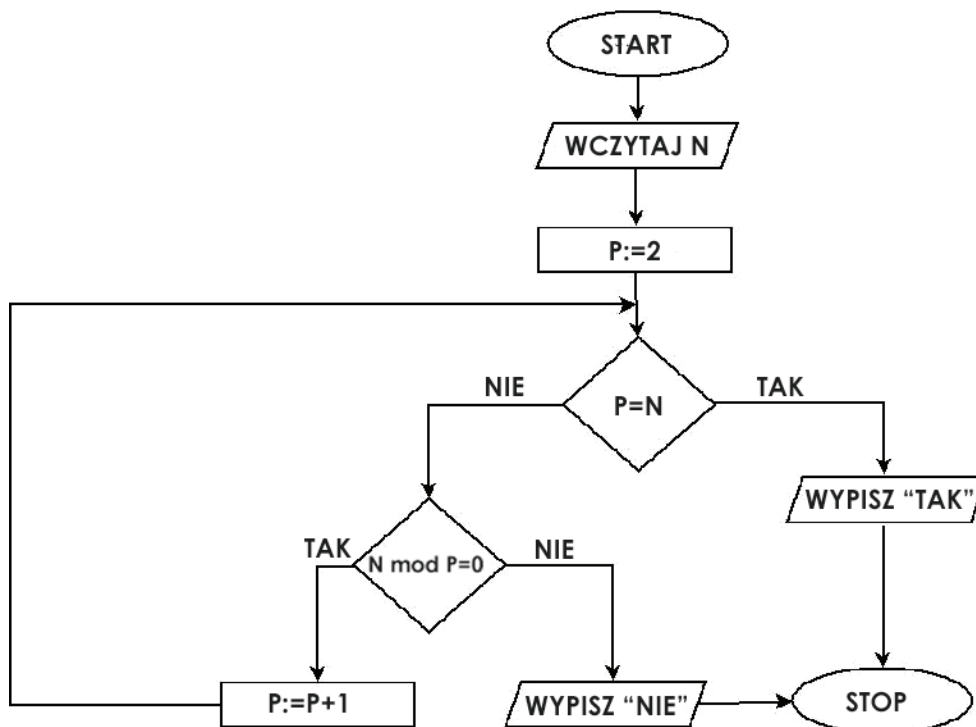 START
WCZYTAJ N
P:=2
NIE
TAK
P=N
WYPISZ “TAK”
TAK
N mod P=0
NIE
P:=P+1
WYPISZ “NIE”
STOP